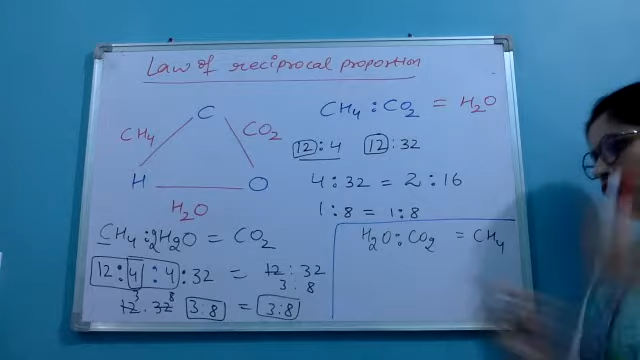 Law of reciprocal proportion
C
CH4
CO2
H
O
H2O
CH4 : CO2 = H2O
12 : 4 12 : 32
4 : 32 = 2 : 16
1 : 8 = 1 : 8
CH4 : 2H2O = CO2
12 : 4 : 4 : 32 = 12 : 32
3 : 8
3 8
12 . 32 3:8 = 3:8
H2O : CO2 = CH4